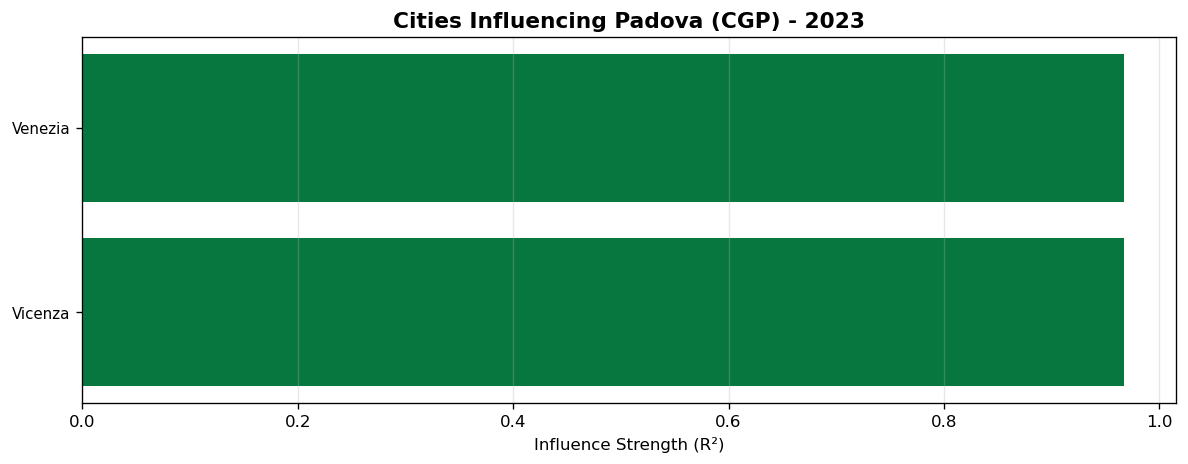 Cities Influencing Padova (CGP) - 2023
Venezia
Vicenza
0.0 0.2 0.4 0.6 0.8 1.0
Influence Strength (R²)